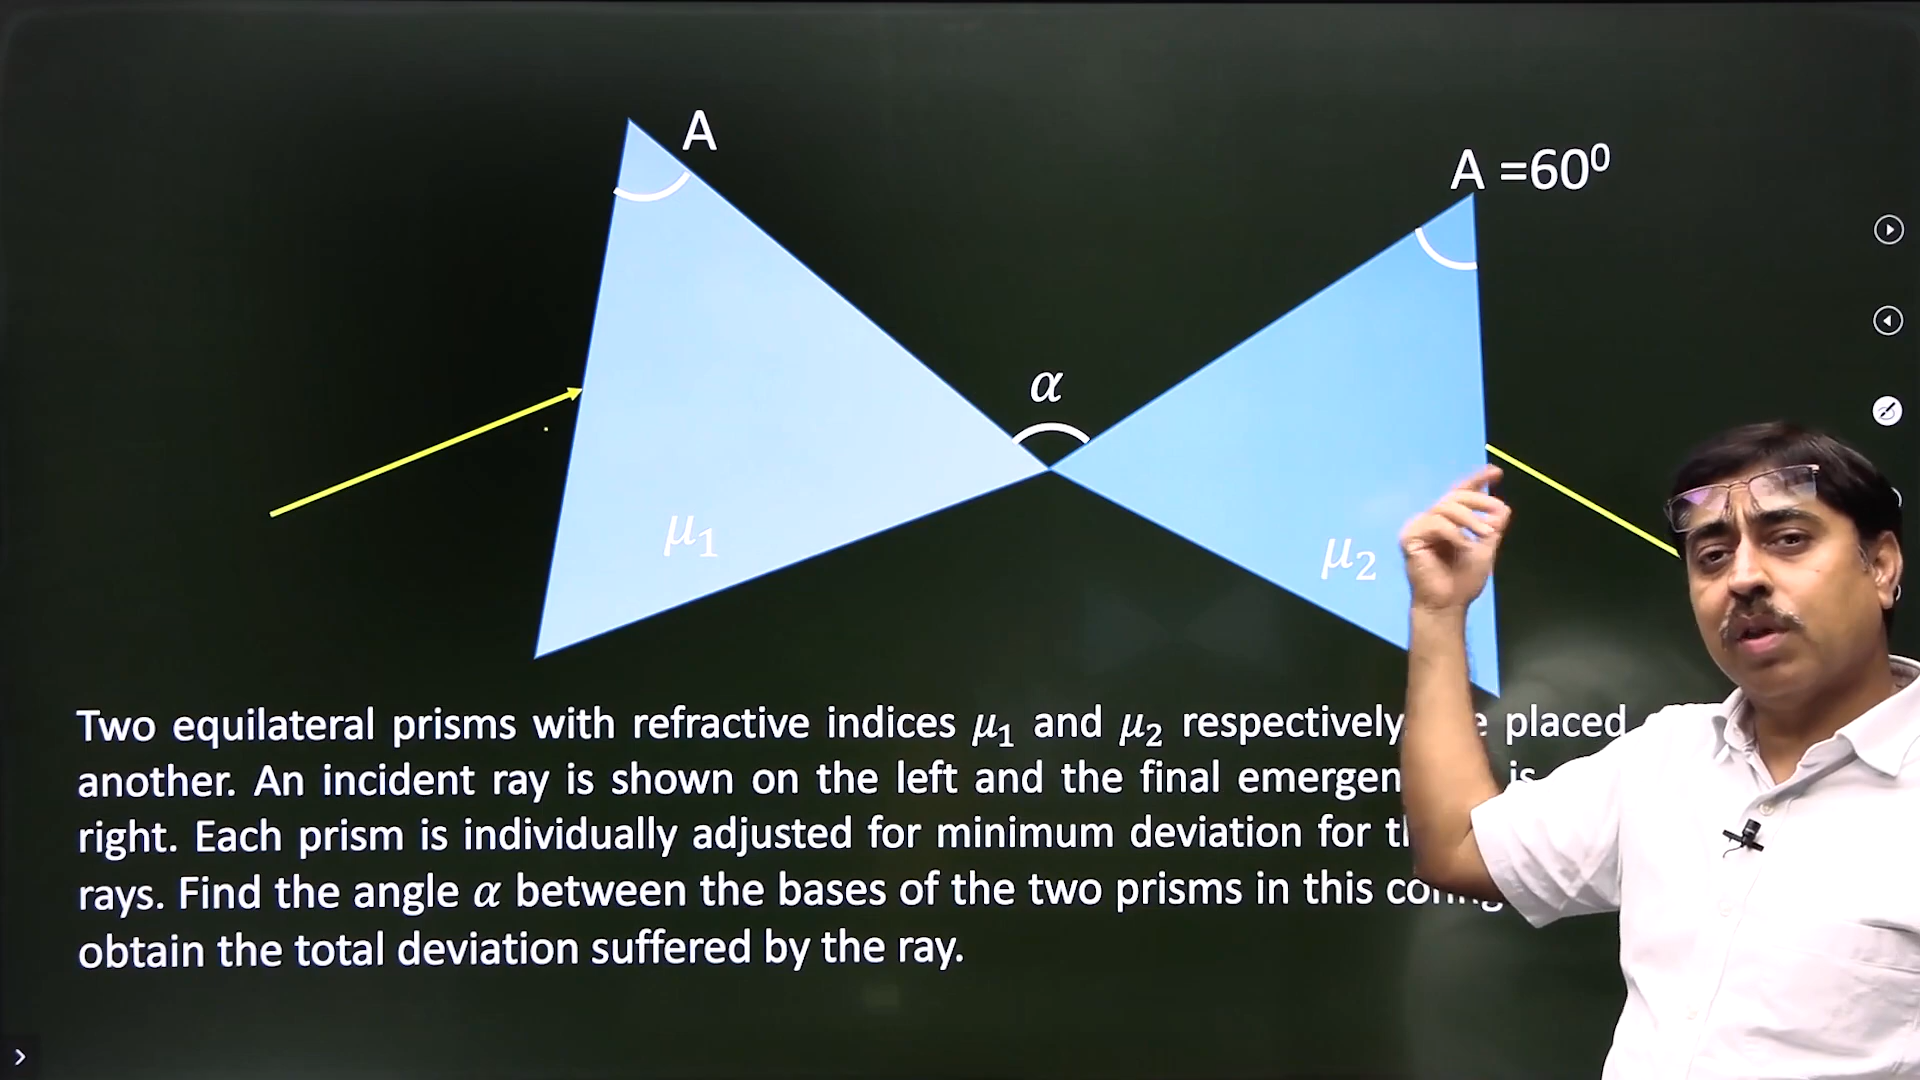 A
A =60⁰
α
μ₁
μ₂
Two equilateral prisms with refractive indices μ₁ and μ₂ respectively placed
another. An incident ray is shown on the left and the final is
right. Each prism is individually adjusted for minimum deviation for
rays. Find the angle α between the bases of the two prisms in this
obtain the total deviation suffered by the ray.